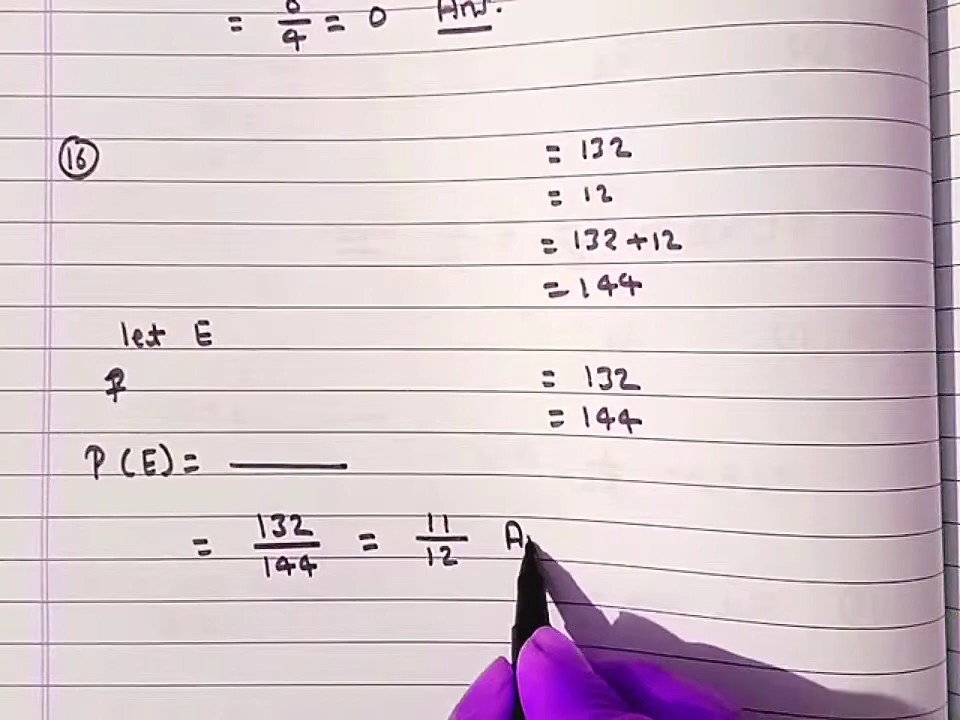 = 0/4 = 0 Ans.
16
= 132
= 12
= 132 + 12
= 144
let E
P
= 132
= 144
P(E) =
= 132/144 = 11/12 A